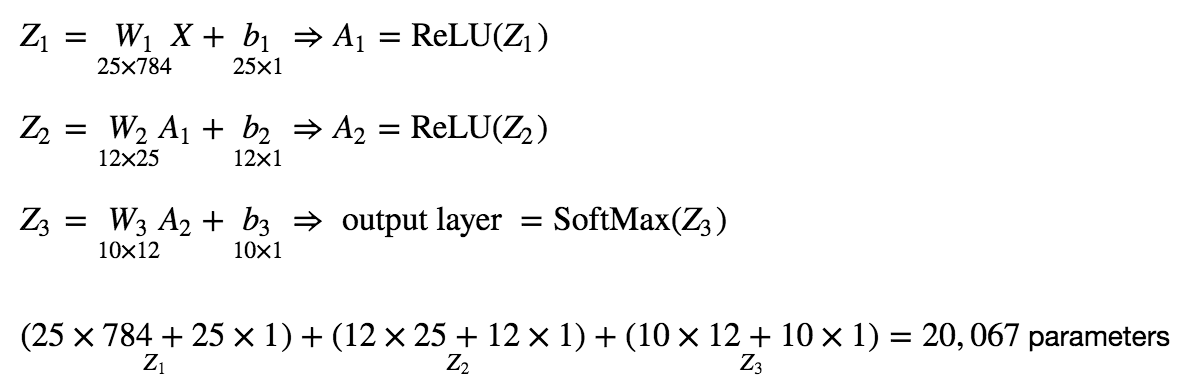 Z₁ = W₁ X + b₁ ⇒ A₁ = ReLU(Z₁)
25×784 25×1
Z₂ = W₂ A₁ + b₂ ⇒ A₂ = ReLU(Z₂)
12×25 12×1
Z₃ = W₃ A₂ + b₃ ⇒ output layer = SoftMax(Z₃)
10×12 10×1
(25 × 784 + 25 × 1) + (12 × 25 + 12 × 1) + (10 × 12 + 10 × 1) = 20, 067 parameters
Z₁ Z₂ Z₃